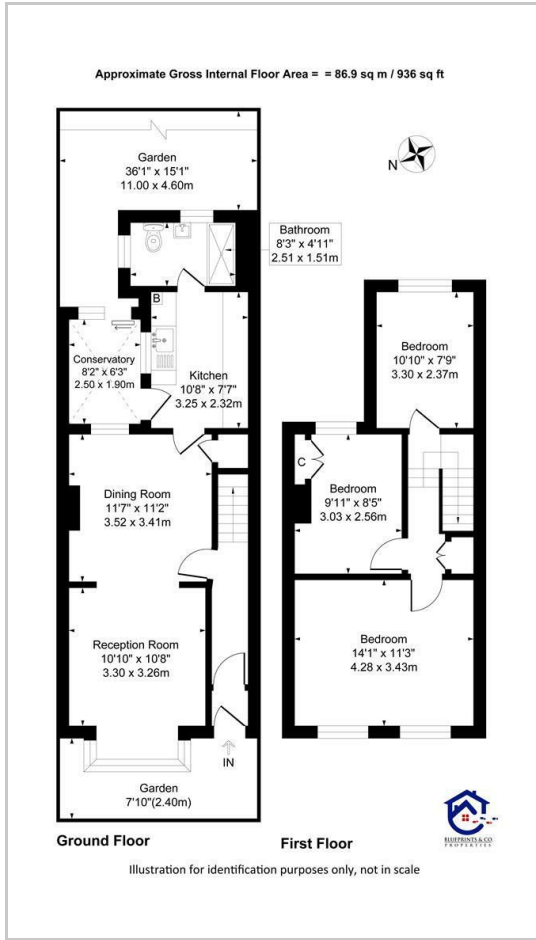 Approximate Gross Internal Floor Area = = 86.9 sq m / 936 sq ft
Garden
36'1" x 15'1"
11.00 x 4.60m
N
Bathroom
8'3" x 4'11"
2.51 x 1.51m
B
Conservatory
8'2" x 6'3"
2.50 x 1.90m
Kitchen
10'8" x 7'7"
3.25 x 2.32m
Dining Room
11'7" x 11'2"
3.52 x 3.41m
Reception Room
10'10" x 10'8"
3.30 x 3.26m
IN
Garden
7'10"(2.40m)
Ground Floor
Bedroom
10'10" x 7'9"
3.30 x 2.37m
C
Bedroom
9'11" x 8'5"
3.03 x 2.56m
Bedroom
14'1" x 11'3"
4.28 x 3.43m
First Floor
BLUEPRINTS & CO.
PROPERTIES
Illustration for identification purposes only, not in scale